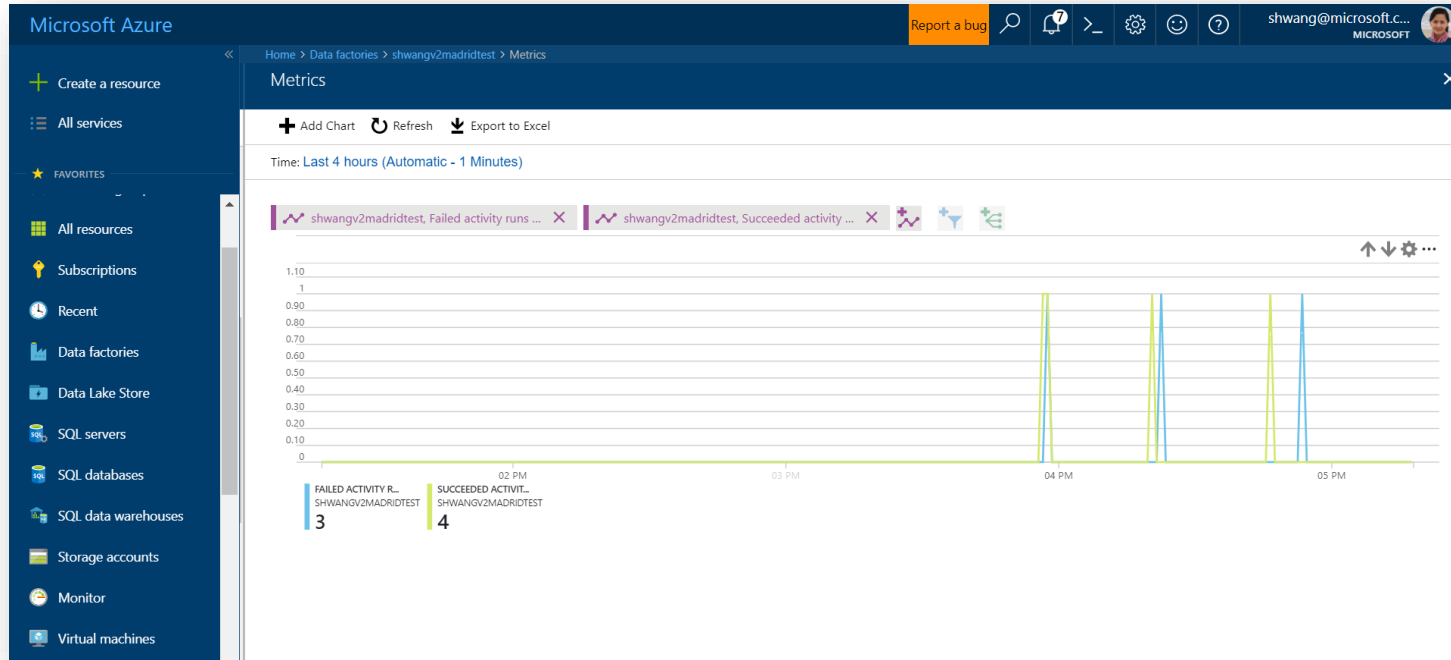 Microsoft Azure
Report a bug
7
shwang@microsoft.c...
MICROSOFT
Home > Data factories > shwangv2madridtest > Metrics
Create a resource
All services
FAVORITES
All resources
Subscriptions
Recent
Data factories
Data Lake Store
SQL servers
SQL databases
SQL data warehouses
Storage accounts
Monitor
Virtual machines
Metrics
Add Chart Refresh Export to Excel
Time: Last 4 hours (Automatic - 1 Minutes)
shwangv2madridtest, Failed activity runs ...
shwangv2madridtest, Succeeded activity ...
1.10
1
0.90
0.80
0.70
0.60
0.50
0.40
0.30
0.20
0.10
0
02 PM 03 PM 04 PM 05 PM
FAILED ACTIVITY R...
SHWANGV2MADRIDTEST
3
SUCCEEDED ACTIVIT...
SHWANGV2MADRIDTEST
4